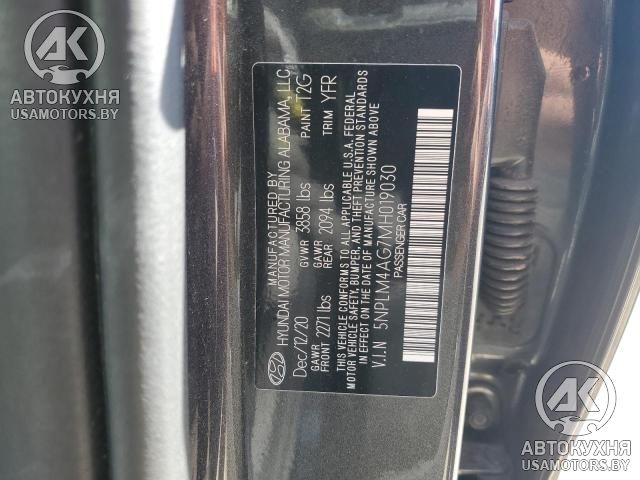 АК
АВТОКУХНЯ
USAMOTORS.BY
MANUFACTURED BY
HYUNDAI MOTOR MANUFACTURING ALABAMA, LLC
Dec/12/20 GVWR 3858 lbs PAINT T2G
GAWR FRONT 2271 lbs GAWR REAR 2094 lbs TRIM YFR
THIS VEHICLE CONFORMS TO ALL APPLICABLE U.S.A. FEDERAL
MOTOR VEHICLE SAFETY, BUMPER, AND THEFT PREVENTION STANDARDS
IN EFFECT ON THE DATE OF MANUFACTURE SHOWN ABOVE
V.I.N 5NPLM4AG7MH019030
PASSENGER CAR
АК
АВТОКУХНЯ
USAMOTORS.BY